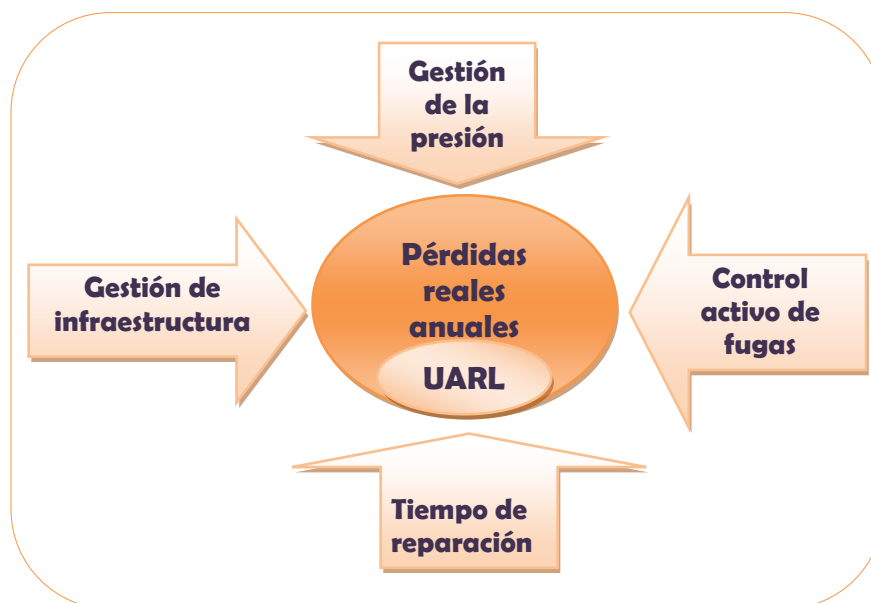 Gestión
de la
presión
Gestión de
infraestructura
Pérdidas
reales
anuales
UARL
Control
activo de
fugas
Tiempo de
reparación